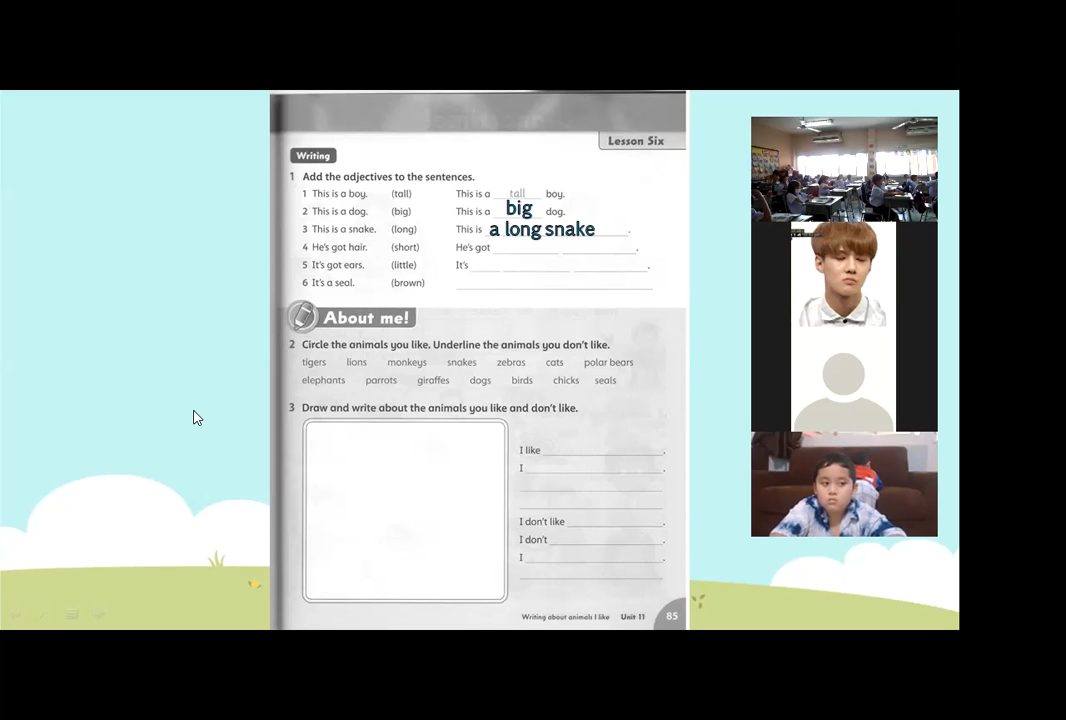 Lesson Six
Writing
1 Add the adjectives to the sentences.
1 This is a boy. (tall) This is a tall boy.
2 This is a dog. (big) This is a big dog.
3 This is a snake. (long) This is a long snake.
4 He's got hair. (short) He's got
5 It's got ears. (little) It's
6 It's a seal. (brown)
About me!
2 Circle the animals you like. Underline the animals you don't like.
tigers lions monkeys snakes zebras cats polar bears
elephants parrots giraffes dogs birds chicks seals
3 Draw and write about the animals you like and don't like.
I like
I
I don't like
I don't
I
Writing about animals I like Unit 11 85